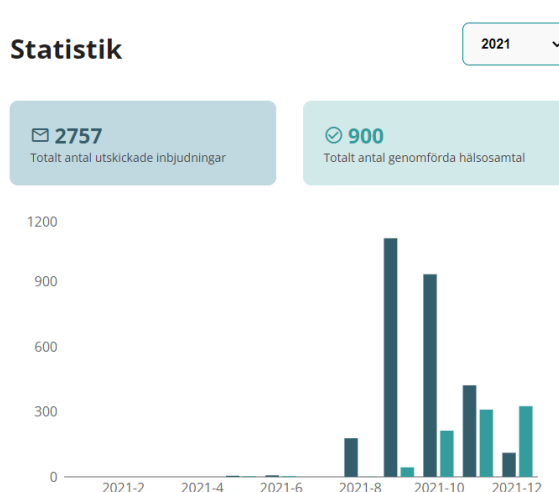 Statistik
2021
2757
Totalt antal utskickade inbjudningar
900
Totalt antal genomförda hälsosamtal
1200
900
600
300
0
2021-2 2021-4 2021-6 2021-8 2021-10 2021-12